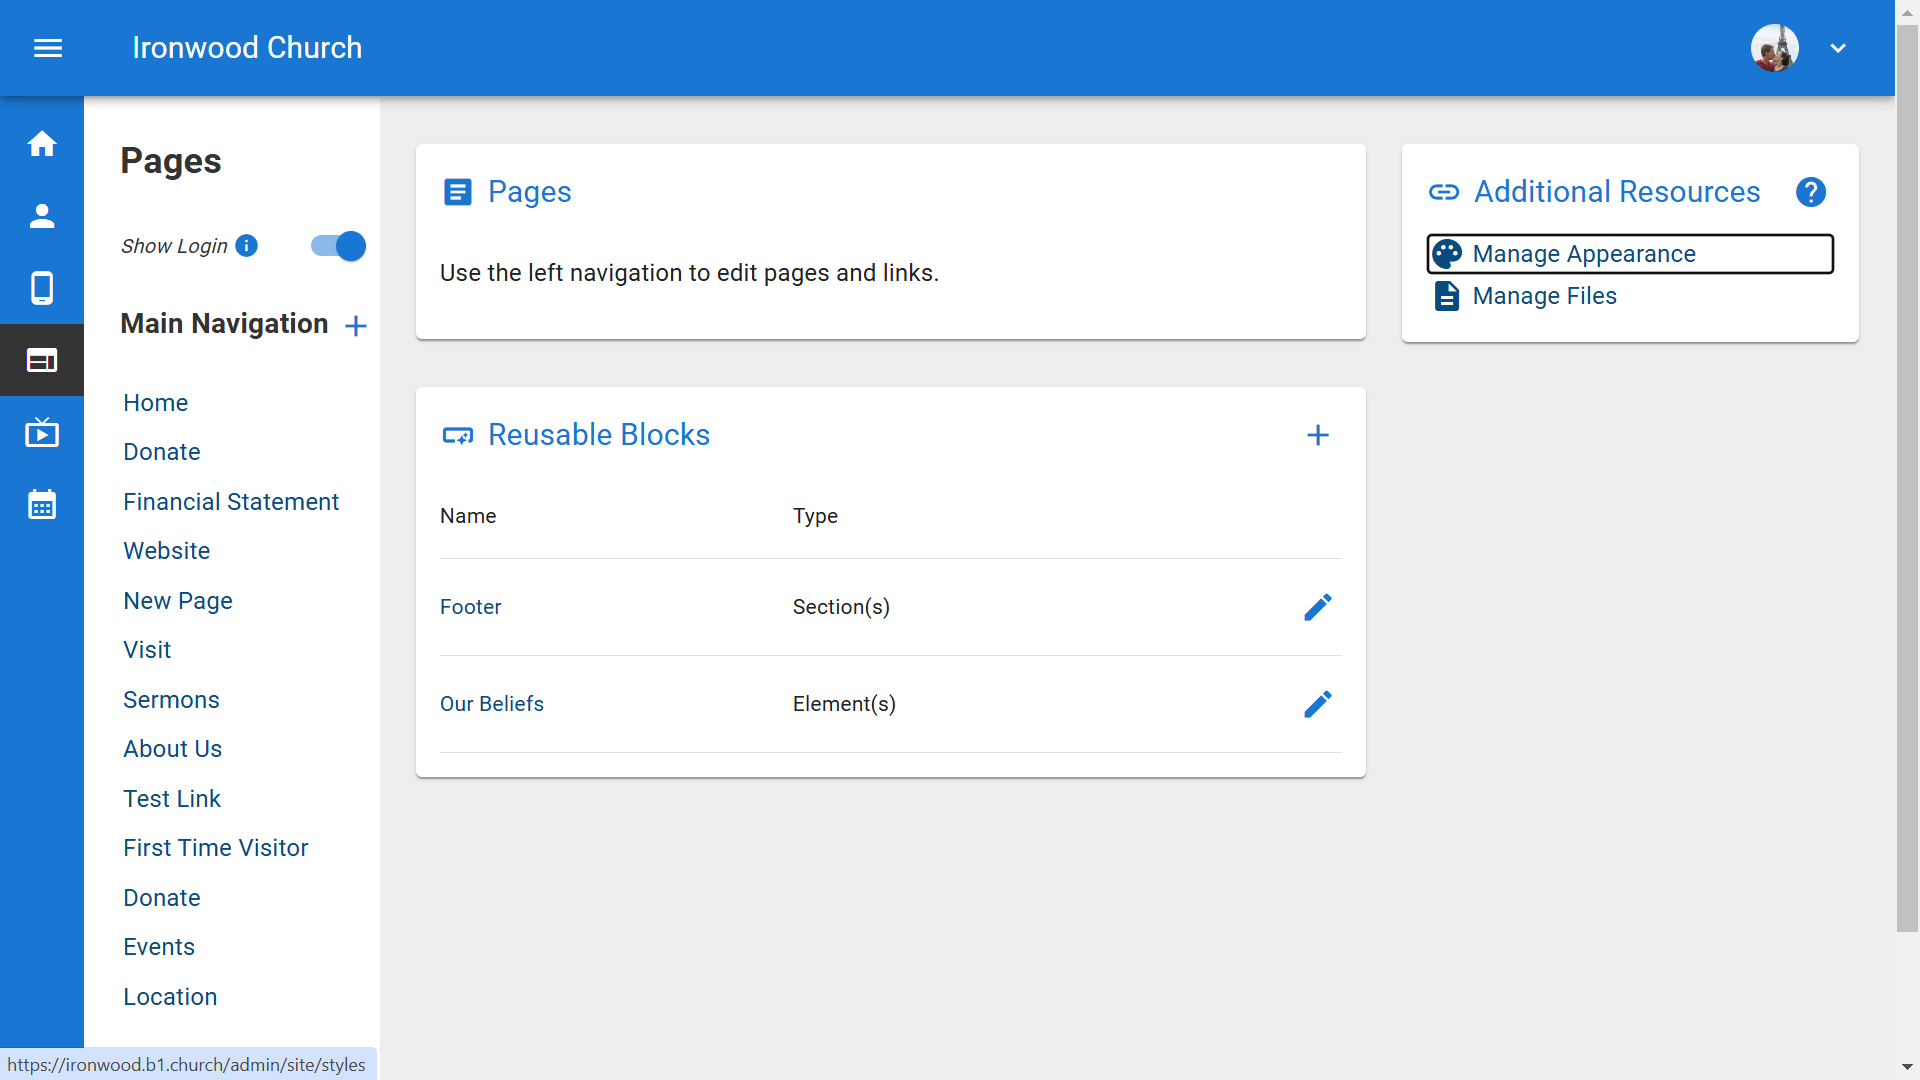 Ironwood Church
Pages
Show Login
Main Navigation
Home
Donate
Financial Statement
Website
New Page
Visit
Sermons
About Us
Test Link
First Time Visitor
Donate
Events
Location
https://ironwood.b1.church/admin/site/styles
Pages
Use the left navigation to edit pages and links.
Reusable Blocks
Name Type
Footer Section(s)
Our Beliefs Element(s)
Additional Resources
Manage Appearance
Manage Files